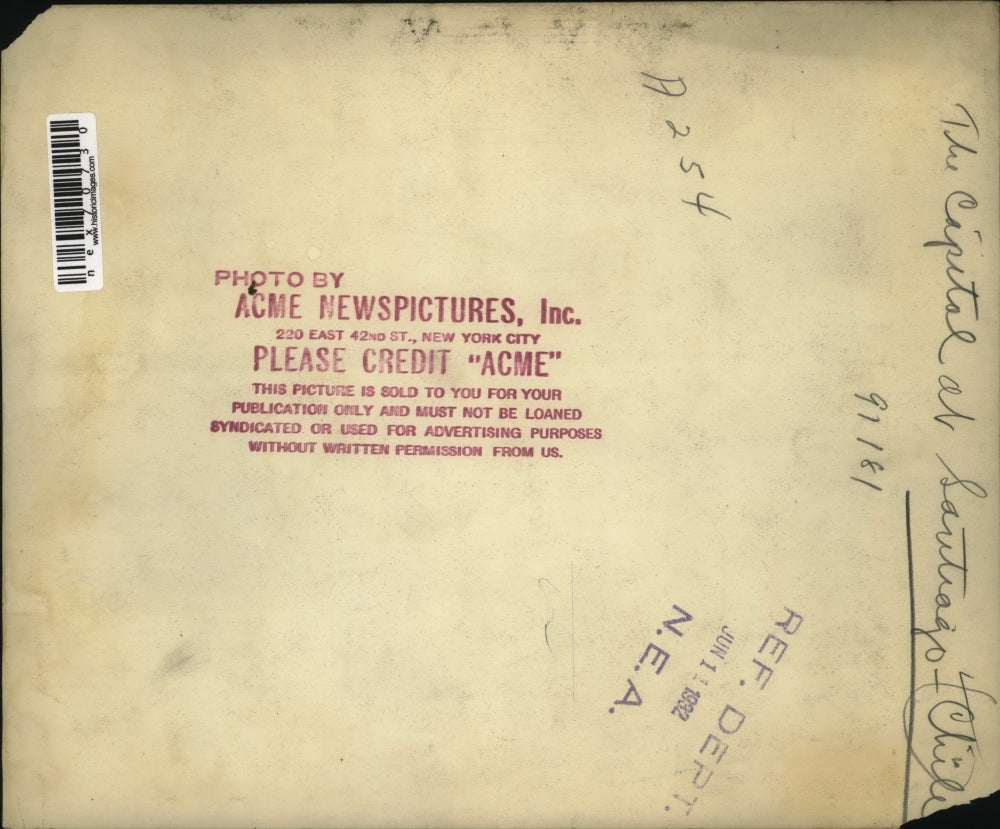 PHOTO BY
ACME NEWSPICTURES, Inc.
220 EAST 42ND ST., NEW YORK CITY
PLEASE CREDIT "ACME"
THIS PICTURE IS SOLD TO YOU FOR YOUR
PUBLICATION ONLY AND MUST NOT BE LOANED
SYNDICATED OR USED FOR ADVERTISING PURPOSES
WITHOUT WRITTEN PERMISSION FROM US.
The Capital at Santiago - Chile
92181
A 254
REF. DEPT.
JUN 11 1932
N.E.A.
www.historicimages.com
nex07030